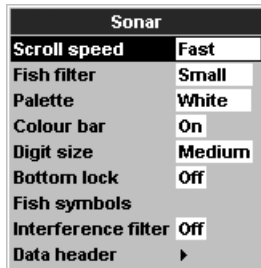 Sonar
Scroll speed Fast
Fish filter Small
Palette White
Colour bar On
Digit size Medium
Bottom lock Off
Fish symbols
Interference filter Off
Data header